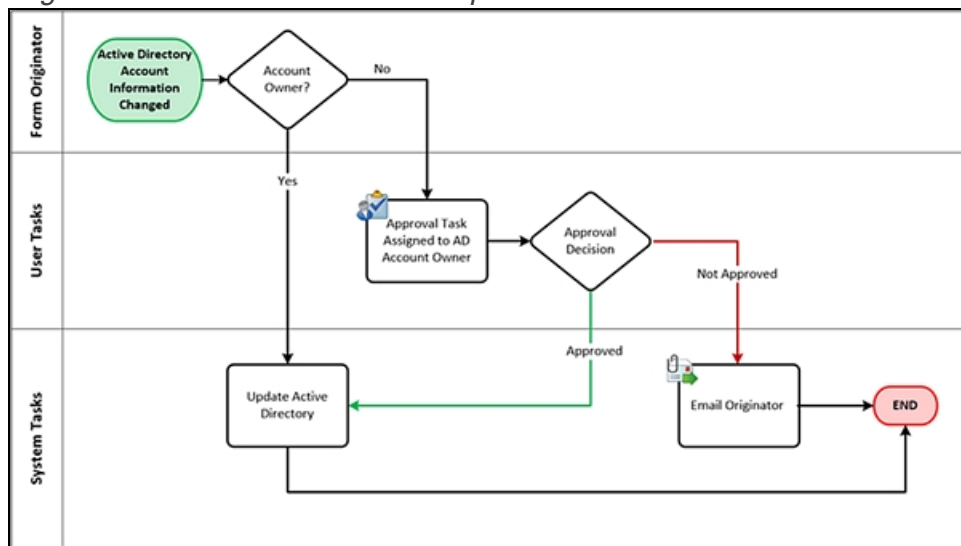 Form Originator
Active Directory
Account
Information
Changed
Account
Owner?
No
Yes
User Tasks
Approval Task
Assigned to AD
Account Owner
Approval
Decision
Not Approved
Approved
System Tasks
Update Active
Directory
Email Originator
END